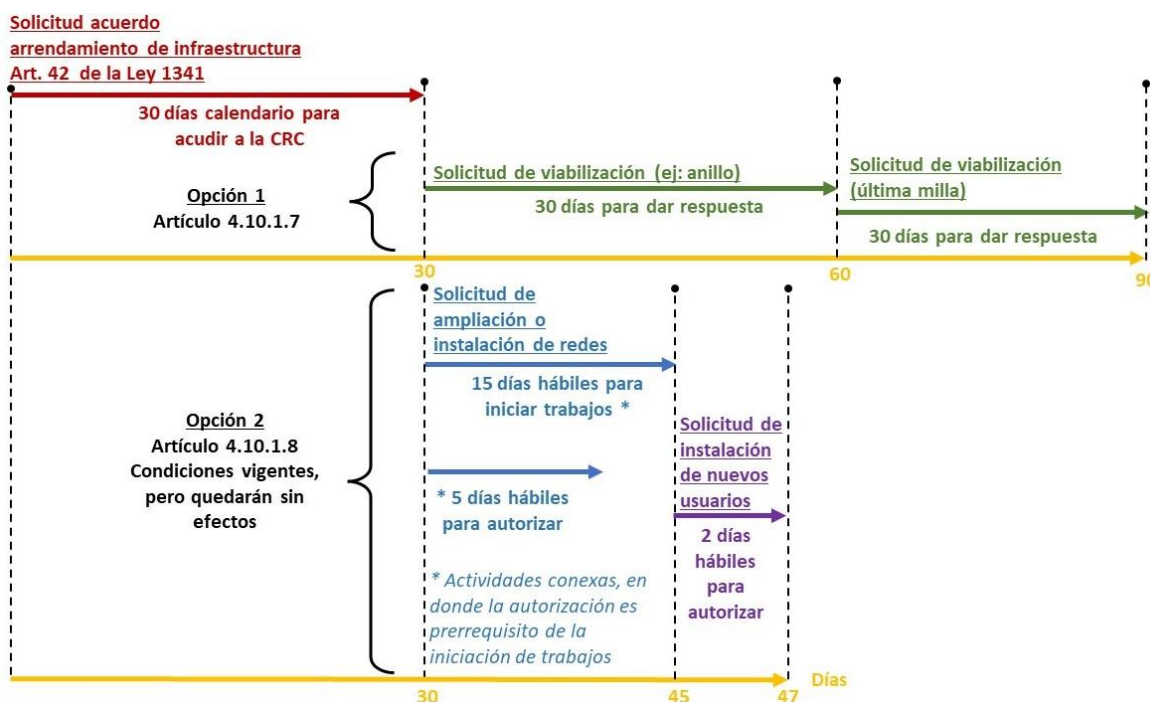 Solicitud acuerdo
arrendamiento de infraestructura
Art. 42 de la Ley 1341
30 días calendario para
acudir a la CRC
Opción 1
Artículo 4.10.1.7
Solicitud de viabilización (ej: anillo)
30 días para dar respuesta
Solicitud de viabilización
(última milla)
30 días para dar respuesta
30
60
90
Opción 2
Artículo 4.10.1.8
Condiciones vigentes,
pero quedarán sin
efectos
Solicitud de
ampliación o
instalación de redes
15 días hábiles para
iniciar trabajos *
* 5 días hábiles
para autorizar
* Actividades conexas, en
donde la autorización es
prerrequisito de la
iniciación de trabajos
Solicitud de
instalación
de nuevos
usuarios
2 días
hábiles
para
autorizar
30
45
47
Días